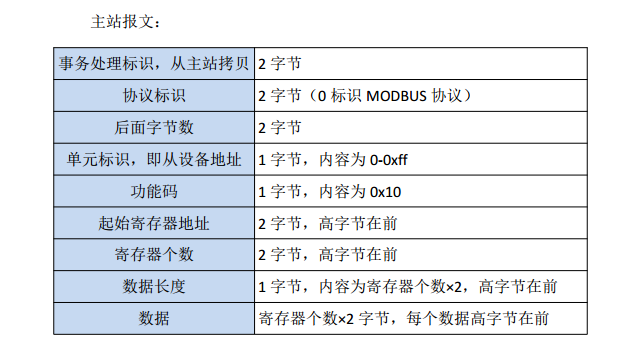 主站报文：
事务处理标识，从主站拷贝 2 字节
协议标识 2 字节（0 标识 MODBUS 协议）
后面字节数 2 字节
单元标识，即从设备地址 1 字节，内容为 0-0xff
功能码 1 字节，内容为 0x10
起始寄存器地址 2 字节，高字节在前
寄存器个数 2 字节，高字节在前
数据长度 1 字节，内容为寄存器个数×2，高字节在前
数据 寄存器个数×2 字节，每个数据高字节在前